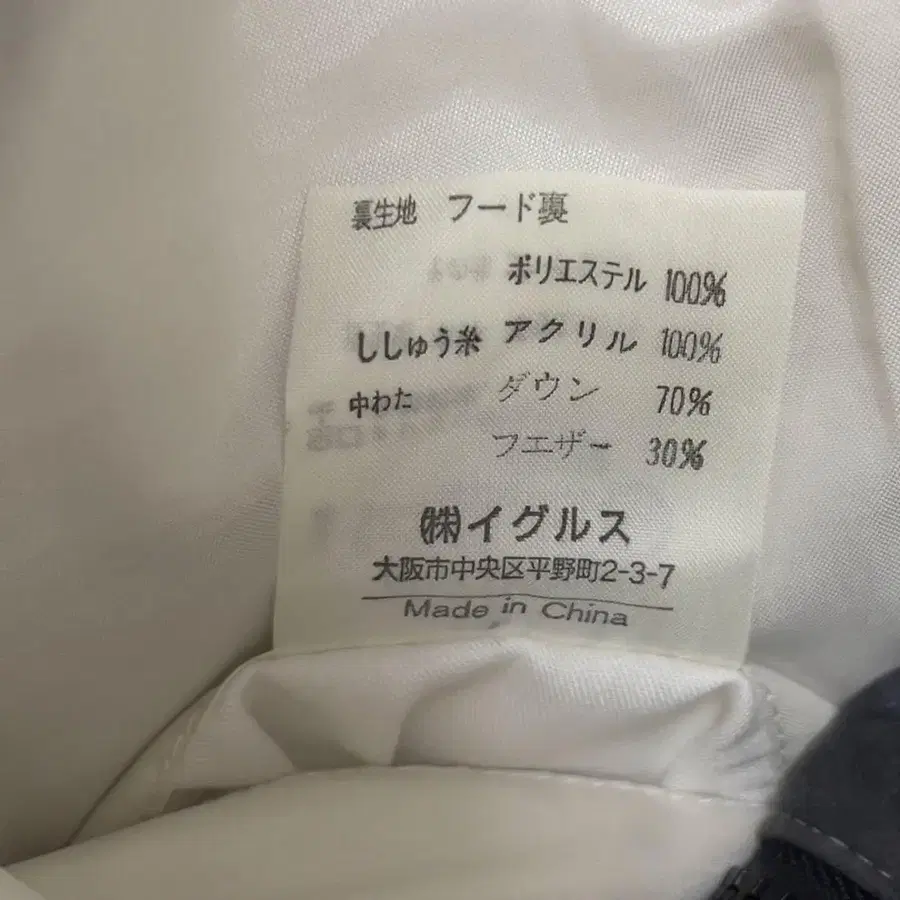 裏生地 フード裏
ポリエステル 100%
ししゅう糸 アクリル 100%
中わた ダウン 70%
フエザー 30%
㈱イグルス
大阪市中央区平野町2-3-7
Made in China